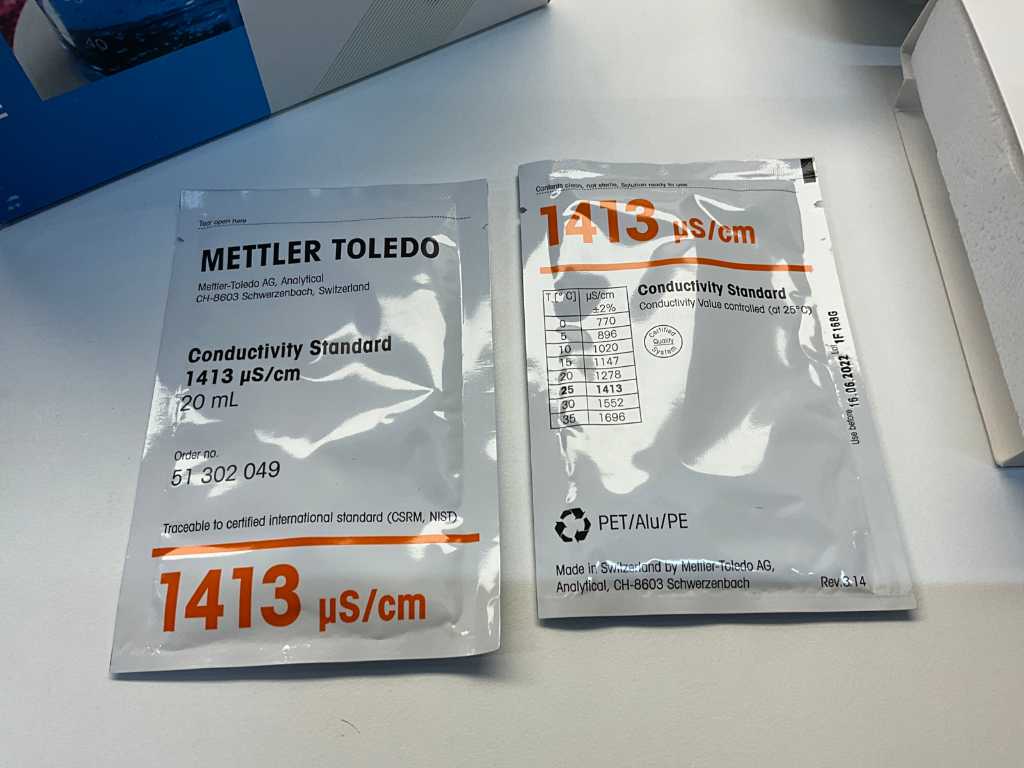 40
Tear open here
METTLER TOLEDO
Mettler-Toledo AG, Analytical
CH-8603 Schwerzenbach, Switzerland
Conductivity Standard
1413 µS/cm
20 mL
Order no.
51 302 049
Traceable to certified international standard (CSRM, NIST)
1413 µS/cm
Contents clean, not sterile, Solution ready to use
1413 µS/cm
Conductivity Standard
Conductivity Value controlled (at 25°C)
T [° C] µS/cm
±2%
0 770
5 896
10 1020
15 1147
20 1278
25 1413
30 1552
35 1696
Certified
Quality
System
Use before 16.06.2022 Lot 1F168G
PET/Alu/PE
Made in Switzerland by Mettler-Toledo AG,
Analytical, CH-8603 Schwerzenbach
Rev.3.14